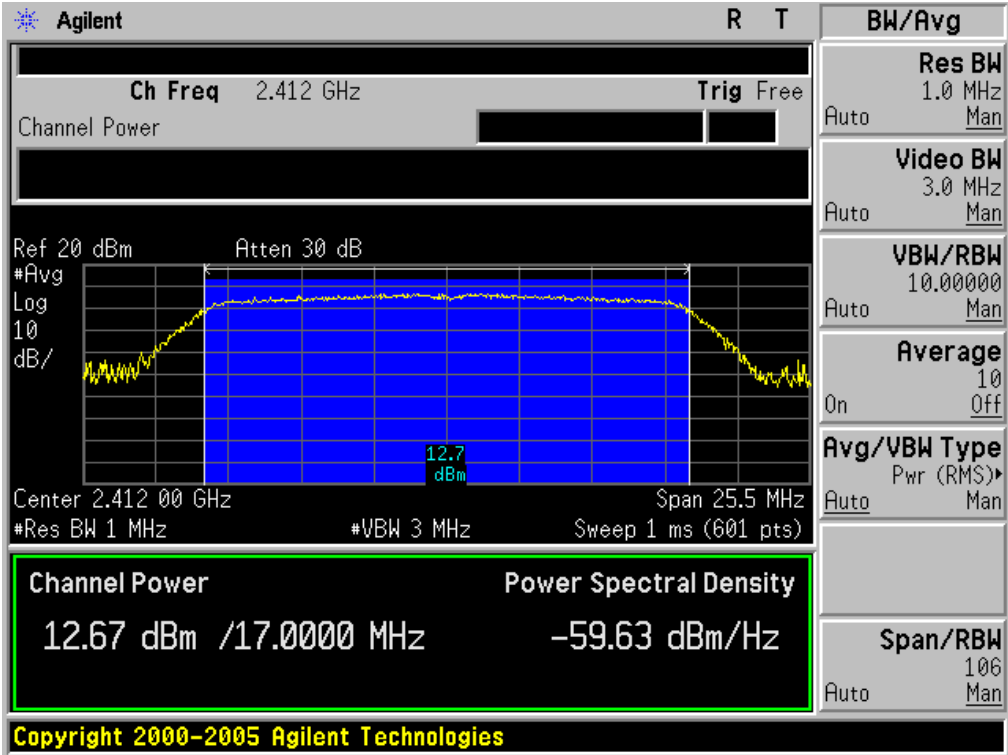 Agilent R T
BW/Avg
Ch Freq 2.412 GHz Trig Free
Channel Power
Ref 20 dBm Atten 30 dB
#Avg
Log
10
dB/
12.7
dBm
Center 2.412 00 GHz Span 25.5 MHz
#Res BW 1 MHz #VBW 3 MHz Sweep 1 ms (601 pts)
Channel Power Power Spectral Density
12.67 dBm /17.0000 MHz -59.63 dBm/Hz
Res BW
1.0 MHz
Auto Man
Video BW
3.0 MHz
Auto Man
VBW/RBW
10.00000
Auto Man
Average
10
On Off
Avg/VBW Type
Pwr (RMS)▸
Auto Man
Span/RBW
106
Auto Man
Copyright 2000-2005 Agilent Technologies